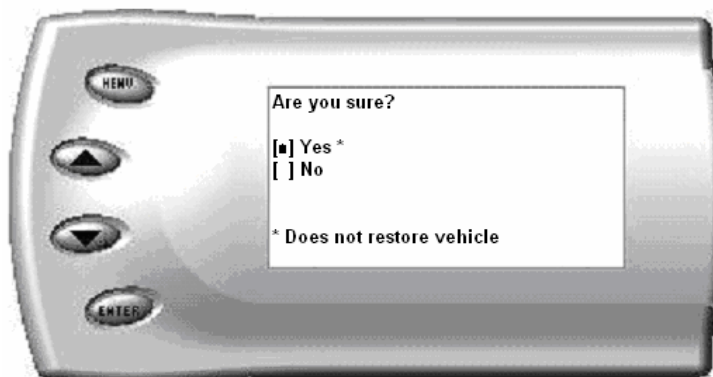 MENU
Are you sure?
[■] Yes *
[ ] No
* Does not restore vehicle
ENTER